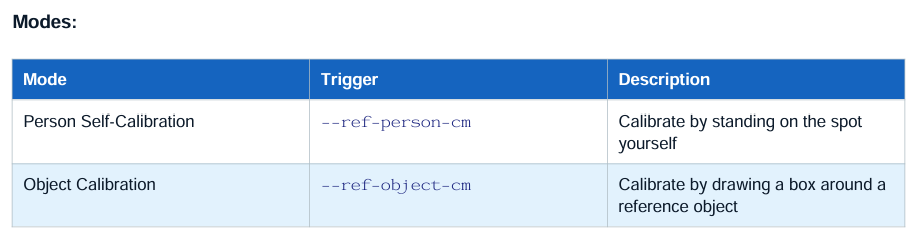 Modes:
Mode Trigger Description
Person Self-Calibration --ref-person-cm Calibrate by standing on the spot
yourself
Object Calibration --ref-object-cm Calibrate by drawing a box around a
reference object